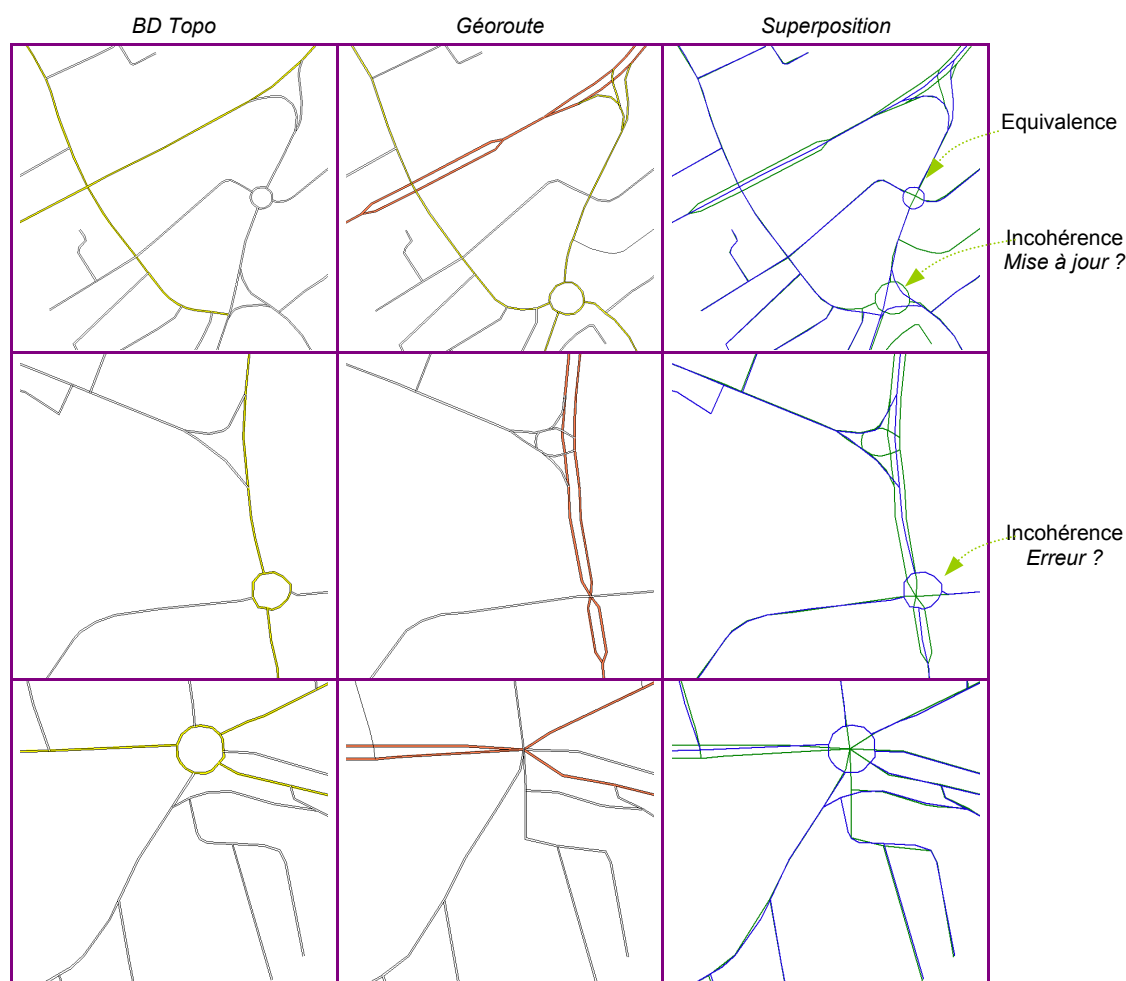 BD Topo
Géoroute
Superposition
Equivalence
Incohérence
Mise à jour ?
Incohérence
Erreur ?